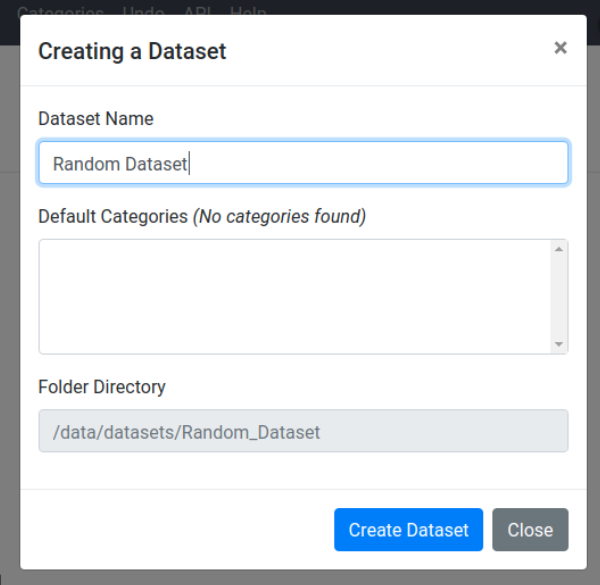 Categories Undo API Help
Creating a Dataset ×
Dataset Name
Random Dataset
Default Categories (No categories found)
Folder Directory
/data/datasets/Random_Dataset
Create Dataset Close